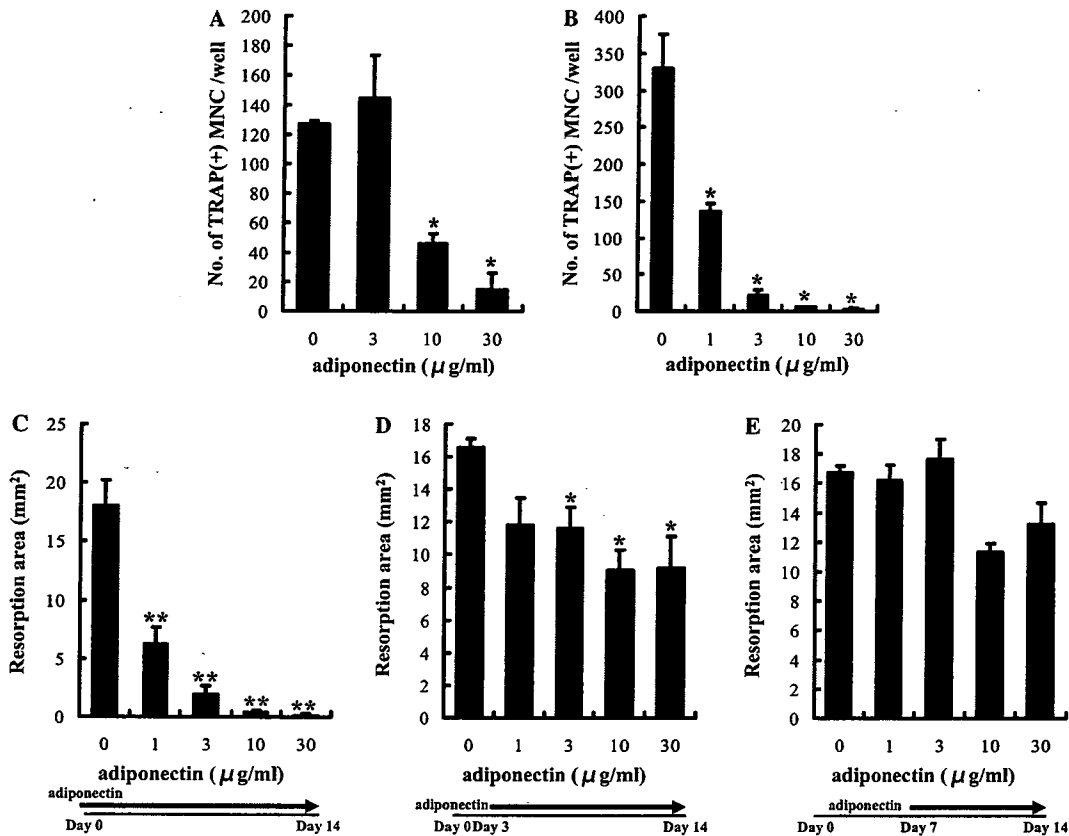 A
No. of TRAP(+) MNC /well
200
180
160
140
120
100
80
60
40
20
0
*
*
0 3 10 30
adiponectin (μg/ml)
B
No. of TRAP(+) MNC /well
400
350
300
250
200
150
100
50
0
*
*
*
*
0 1 3 10 30
adiponectin (μg/ml)
C
Resorption area (mm²)
25
20
15
10
5
0
**
**
**
**
0 1 3 10 30
adiponectin (μg/ml)
adiponectin
Day 0 Day 14
D
Resorption area (mm²)
18
16
14
12
10
8
6
4
2
0
*
*
*
0 1 3 10 30
adiponectin (μg/ml)
adiponectin
Day 0 Day 3 Day 14
E
Resorption area (mm²)
20
18
16
14
12
10
8
6
4
2
0
0 1 3 10 30
adiponectin (μg/ml)
adiponectin
Day 0 Day 7 Day 14